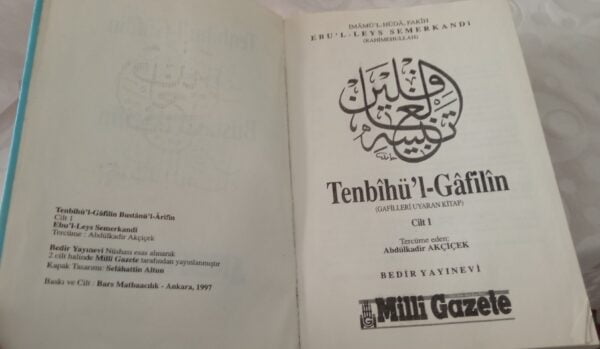 Tenbîhü'l-Gâfilîn Bustânü'l-Ârifîn
Cilt 1
Ebu'l-Leys Semerkandi
Tercüme : Abdülkadir Akçiçek
Bedir Yayınevi Nüshası esas alınarak
2 cilt halinde Milli Gazete tarafından yayınlanmıştır
Kapak Tasarımı: Selâhattin Altun
Baskı ve Cilt : Bars Matbaacılık - Ankara, 1997
İMÂMÜ'L-HÜDÂ, FAKİH
EBU'L-LEYS SEMERKANDİ
(RAHİMEHULLAH)
تنبيه الغافلين
Tenbîhü'l-Gâfilîn
(GAFİLLERİ UYARAN KİTAP)
Cilt 1
Tercüme eden:
Abdülkadir AKÇİÇEK
BEDİR YAYINEVİ
Milli Gazete